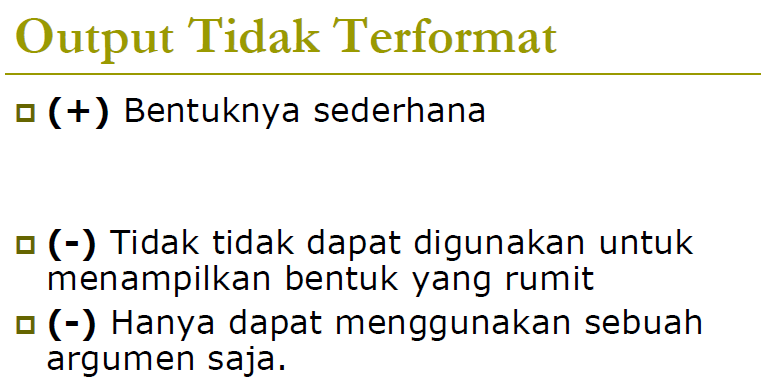 Output Tidak Terformat
(+) Bentuknya sederhana
(-) Tidak tidak dapat digunakan untuk
menampilkan bentuk yang rumit
(-) Hanya dapat menggunakan sebuah
argumen saja.